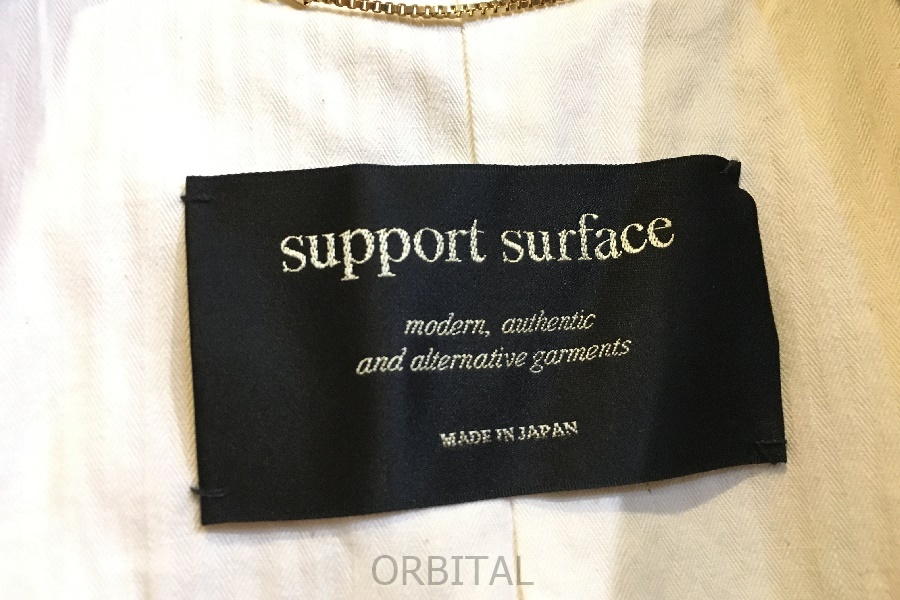 support surface
modern, authentic
and alternative garments
MADE IN JAPAN
ORBITAL